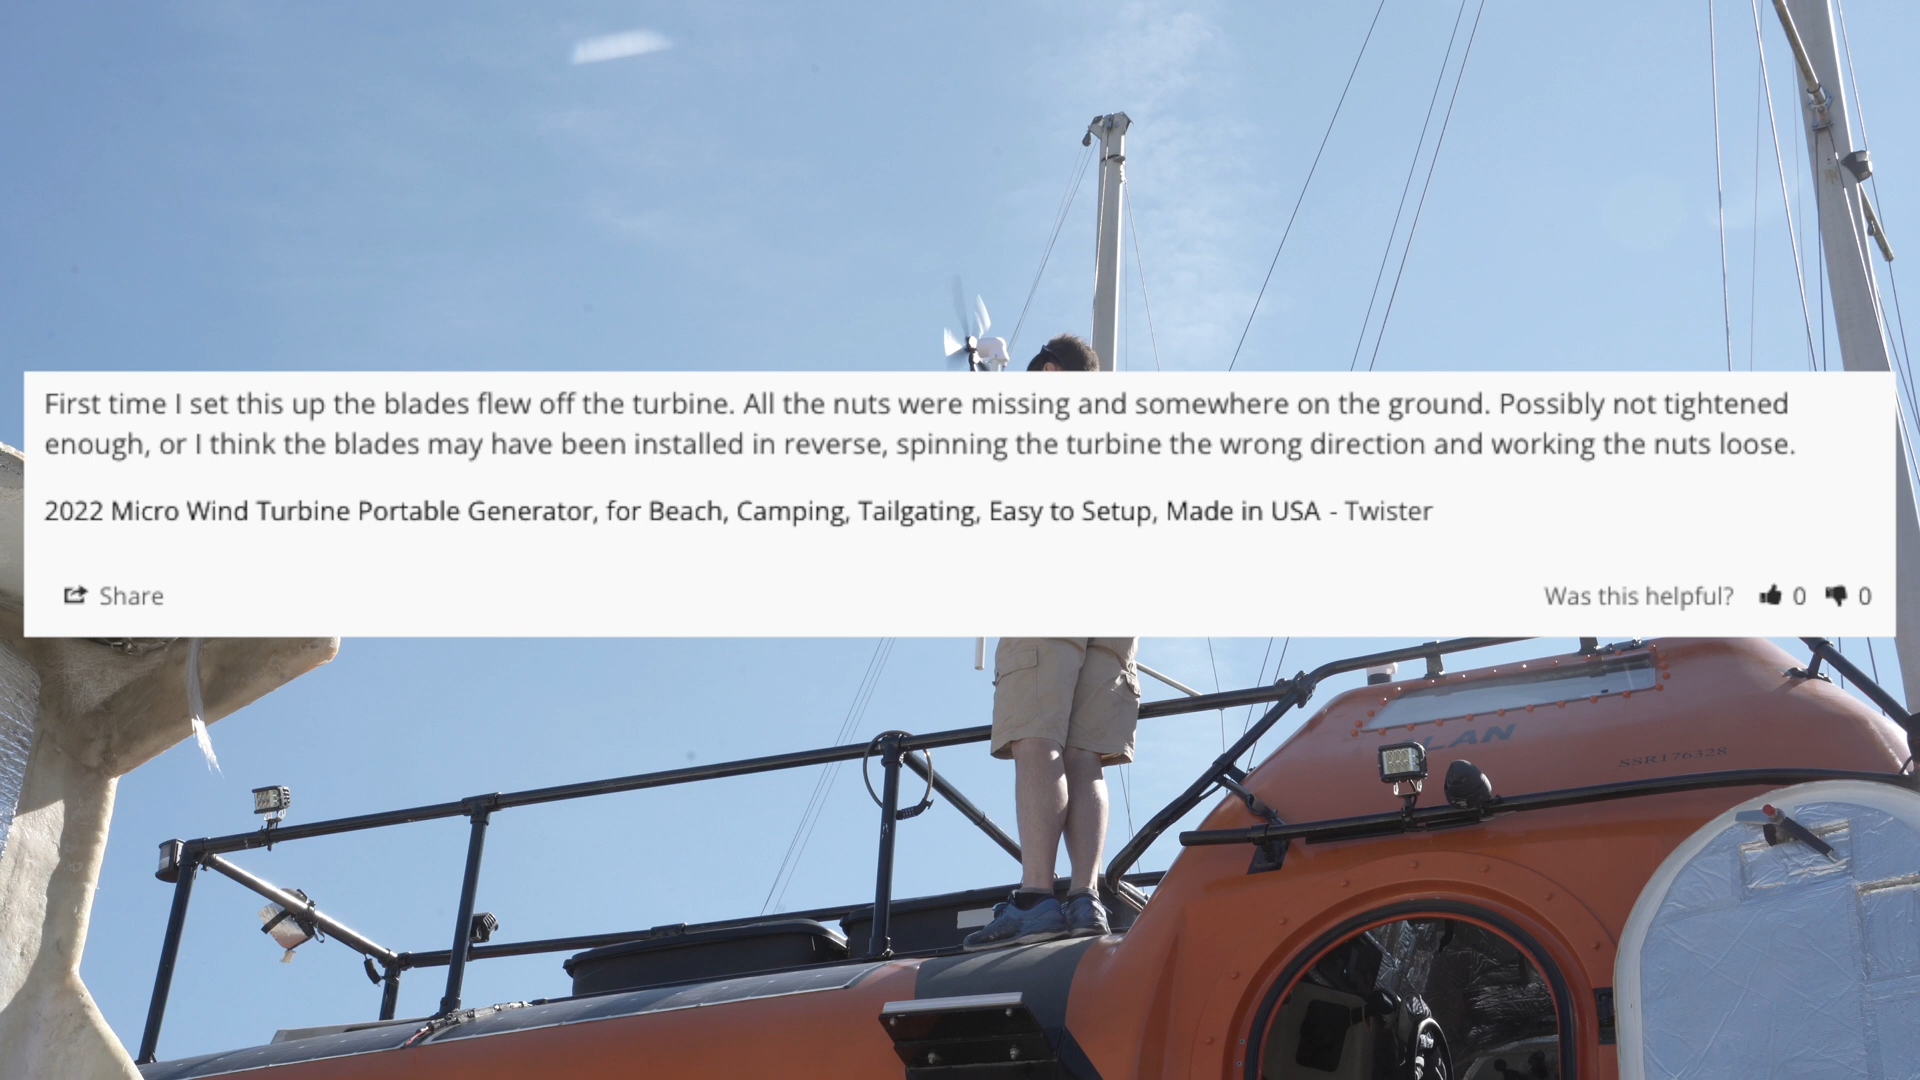 First time I set this up the blades flew off the turbine. All the nuts were missing and somewhere on the ground. Possibly not tightened
enough, or I think the blades may have been installed in reverse, spinning the turbine the wrong direction and working the nuts loose.
2022 Micro Wind Turbine Portable Generator, for Beach, Camping, Tailgating, Easy to Setup, Made in USA - Twister
Share
Was this helpful? 0 0
LAN
SSR176328